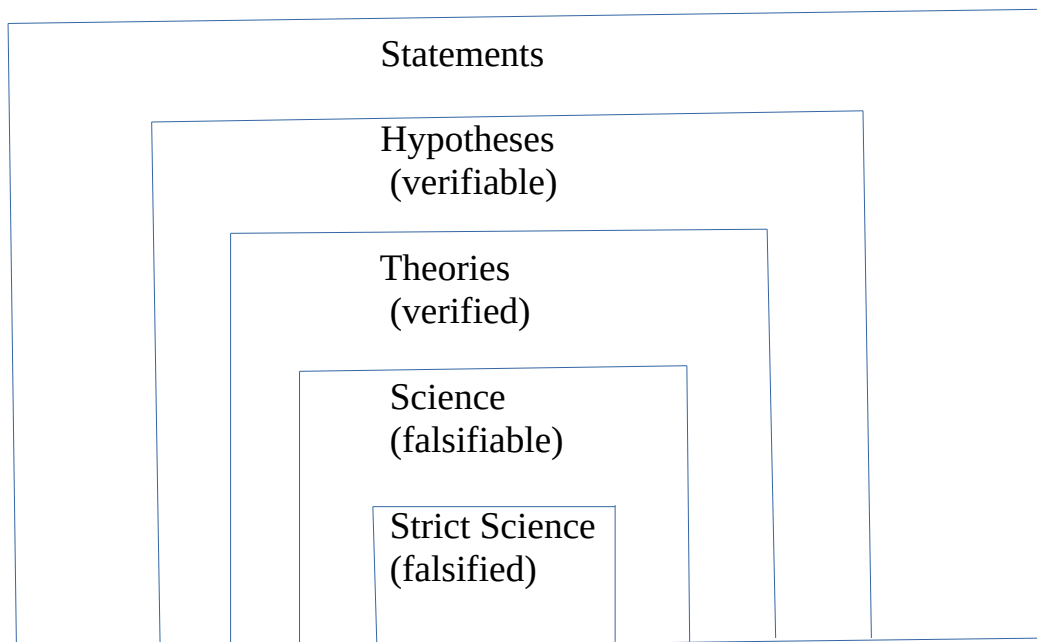 Statements
Hypotheses
(verifiable)
Theories
(verified)
Science
(falsifiable)
Strict Science
(falsified)